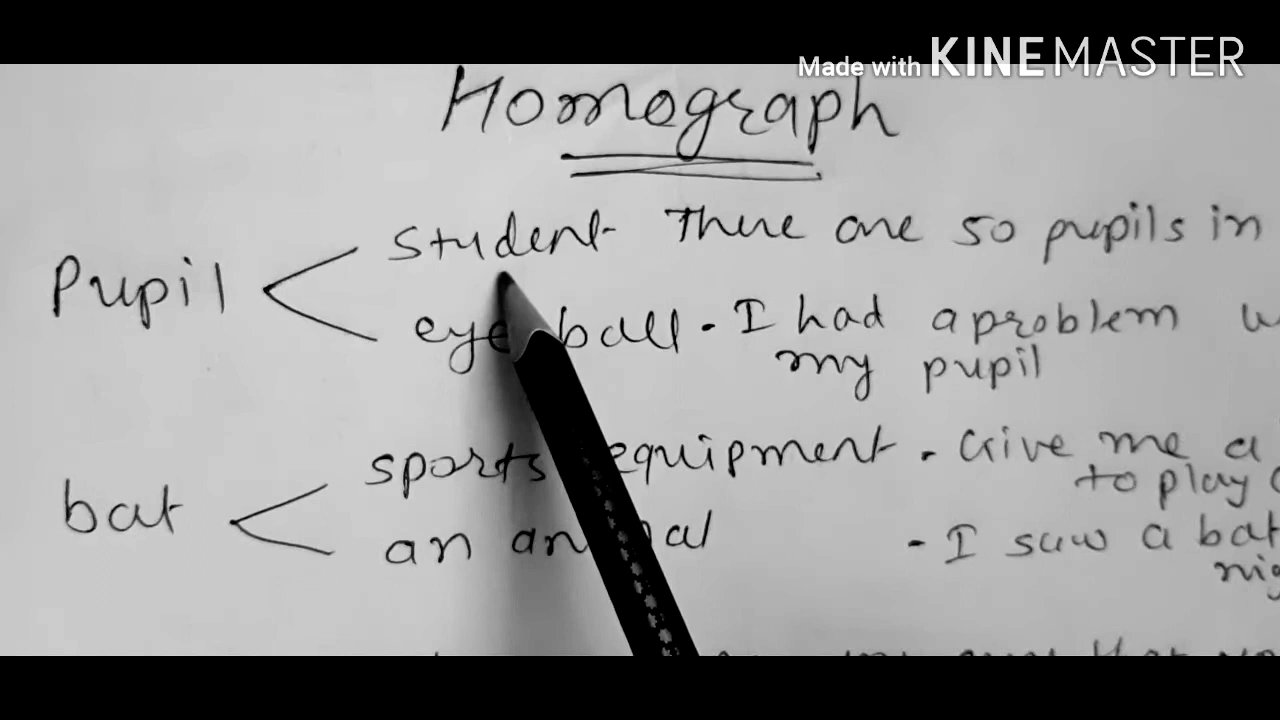 Made with KINEMASTER
Homograph
Pupil
student- There are 50 pupils in
eye ball - I had a problem
my pupil
bat
sports equipment - Give me a
to play
an animal - I saw a bat